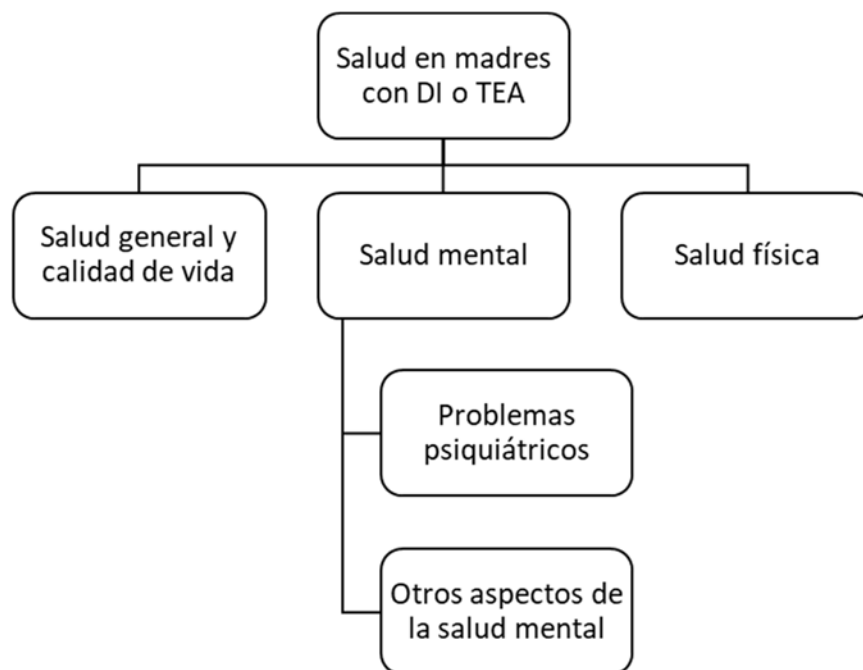 Salud en madres
con DI o TEA
Salud general y
calidad de vida
Salud mental
Salud física
Problemas
psiquiátricos
Otros aspectos de
la salud mental